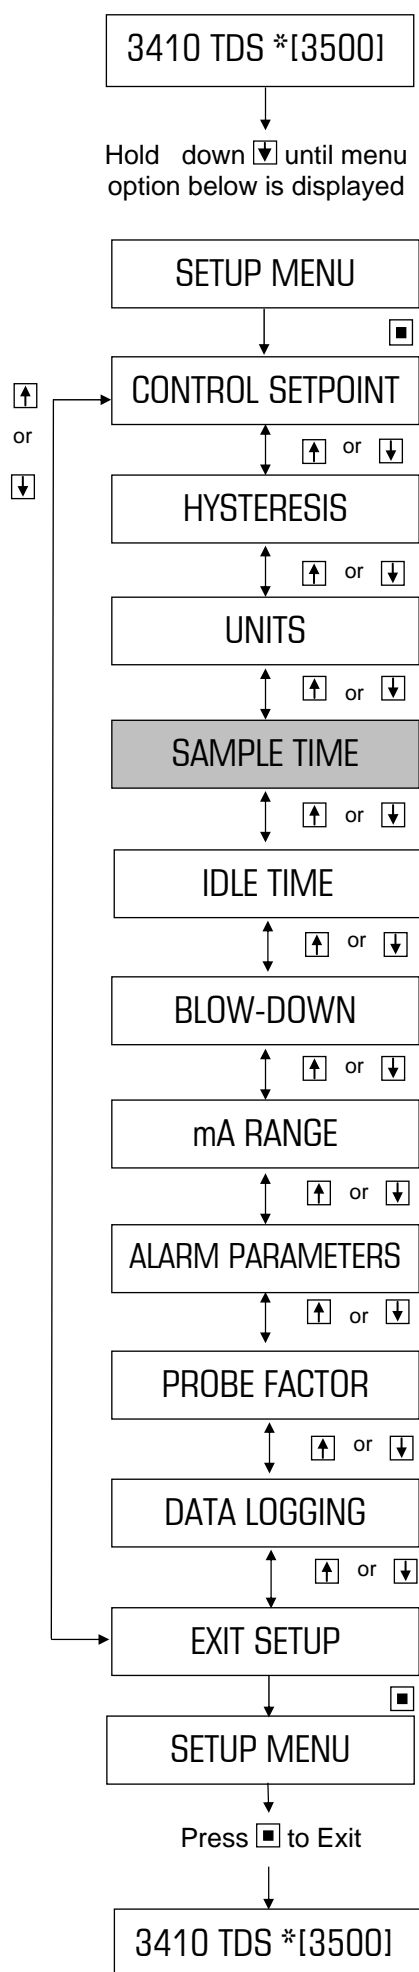 3410 TDS *[3500]
Hold down until menu
option below is displayed
SETUP MENU
CONTROL SETPOINT
or
or
HYSTERESIS
or
UNITS
or
SAMPLE TIME
or
IDLE TIME
or
BLOW-DOWN
or
mA RANGE
or
ALARM PARAMETERS
or
PROBE FACTOR
or
DATA LOGGING
or
EXIT SETUP
SETUP MENU
Press to Exit
3410 TDS *[3500]